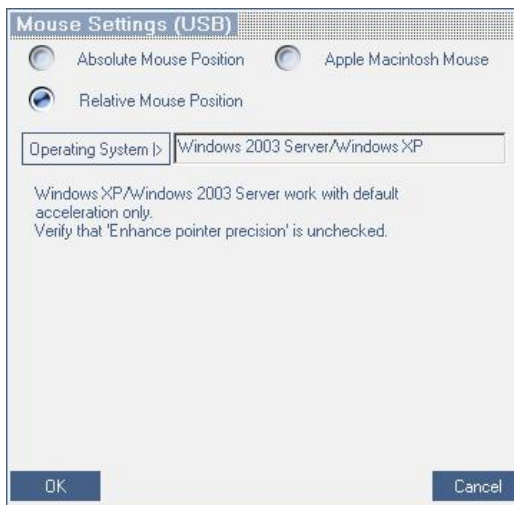 Mouse Settings (USB)
Absolute Mouse Position
Apple Macintosh Mouse
Relative Mouse Position
Operating System |>
Windows 2003 Server/Windows XP
Windows XP/Windows 2003 Server work with default
acceleration only.
Verify that 'Enhance pointer precision' is unchecked.
OK
Cancel